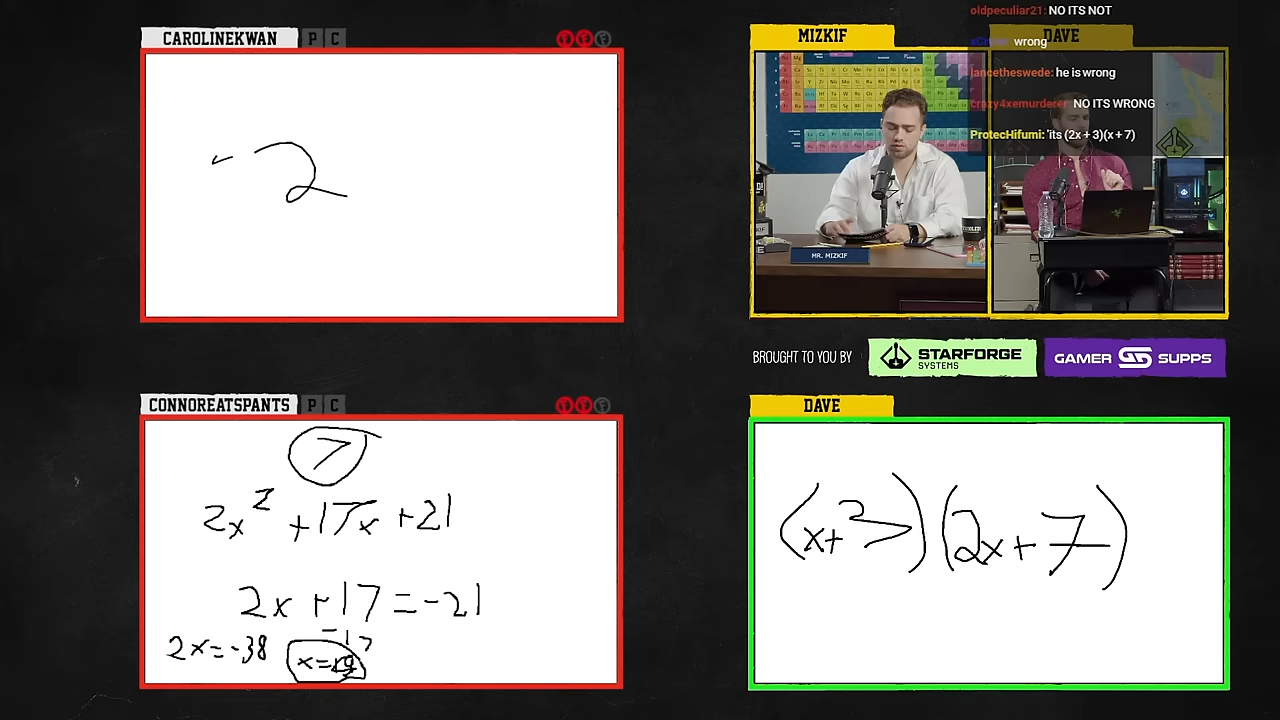 CAROLINEKWAN P C F F F
-2
MIZKIF
DAVE
oldpeculiar21: NO ITS NOT
wrong
lancetheswede: he is wrong
crazy4xemurderer NO ITS WRONG
ProtecHifumi: 'its (2x + 3)(x + 7)
MR. MIZKIF
BROUGHT TO YOU BY
STARFORGE
SYSTEMS
GAMER SUPPS
CONNOREATSPANTS P C F F F
7
2x² +17x +21
2x +17 = -21
-17
2x = -38
x=
DAVE
(x+3)(2x+7)